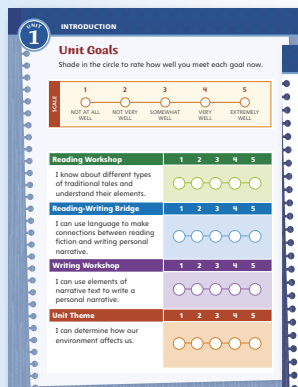 UNIT
1
INTRODUCTION
Unit Goals
Shade in the circle to rate how well you meet each goal now.
SCALE
1 2 3 4 5
NOT AT ALL WELL
NOT VERY WELL
SOMEWHAT WELL
VERY WELL
EXTREMELY WELL
Reading Workshop 1 2 3 4 5
I know about different types
of traditional tales and
understand their elements.
Reading-Writing Bridge 1 2 3 4 5
I can use language to make
connections between reading
fiction and writing personal
narrative.
Writing Workshop 1 2 3 4 5
I can use elements of
narrative text to write a
personal narrative.
Unit Theme 1 2 3 4 5
I can determine how our
environment affects us.